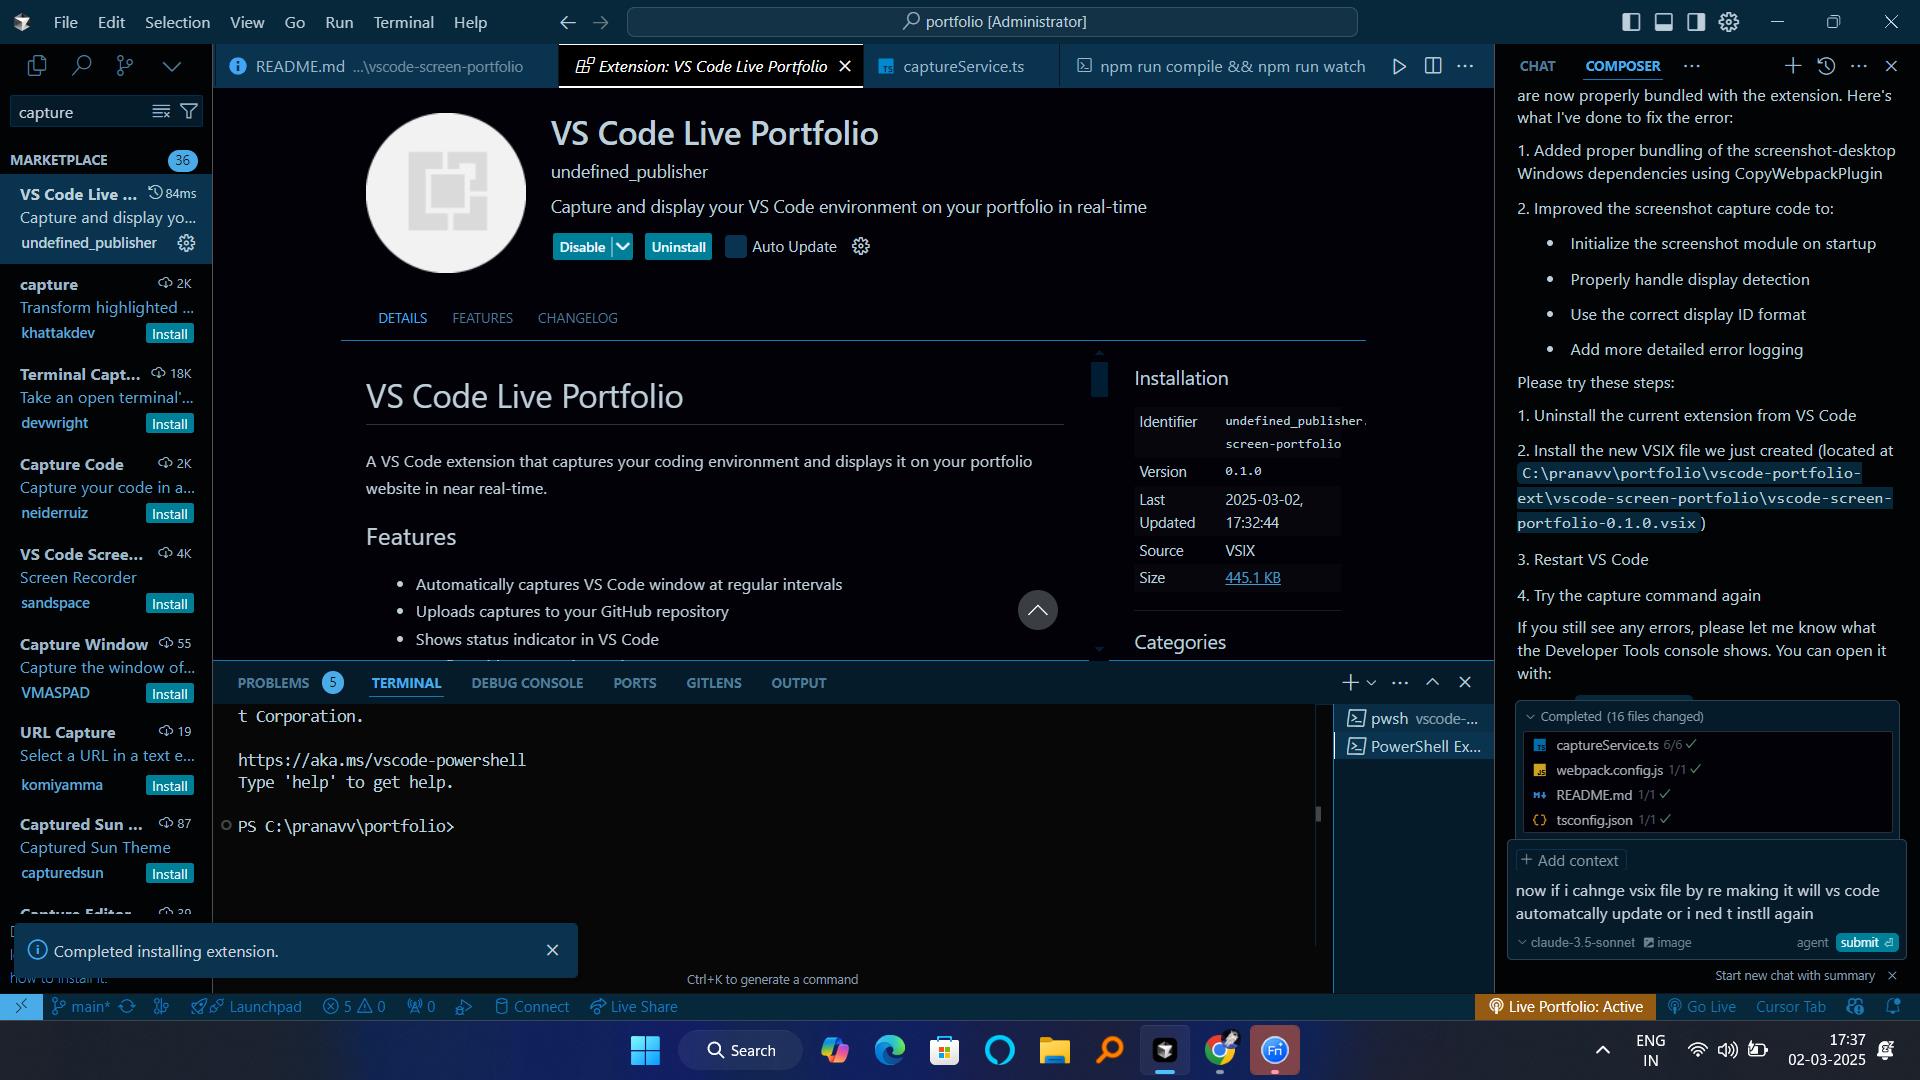 File Edit Selection View Go Run Terminal Help
portfolio [Administrator]
capture
MARKETPLACE 36
VS Code Live ... 84ms
Capture and display yo...
undefined_publisher
capture 2K
Transform highlighted ...
khattakdev Install
Terminal Capt... 18K
Take an open terminal'...
devwright Install
Capture Code 2K
Capture your code in a...
neiderruiz Install
VS Code Scree... 4K
Screen Recorder
sandspace Install
Capture Window 55
Capture the window of...
VMASPAD Install
URL Capture 19
Select a URL in a text e...
komiyamma Install
Captured Sun ... 87
Captured Sun Theme
capturedsun Install
Capture Editor 39
how to install it.
README.md ...\vscode-screen-portfolio
Extension: VS Code Live Portfolio
TS captureService.ts
npm run compile && npm run watch
VS Code Live Portfolio
undefined_publisher
Capture and display your VS Code environment on your portfolio in real-time
Disable Uninstall Auto Update
DETAILS FEATURES CHANGELOG
VS Code Live Portfolio
A VS Code extension that captures your coding environment and displays it on your portfolio
website in near real-time.
Features
• Automatically captures VS Code window at regular intervals
• Uploads captures to your GitHub repository
• Shows status indicator in VS Code
Installation
Identifier undefined_publisher.
screen-portfolio
Version 0.1.0
Last 2025-03-02,
Updated 17:32:44
Source VSIX
Size 445.1 KB
Categories
PROBLEMS 5 TERMINAL DEBUG CONSOLE PORTS GITLENS OUTPUT
t Corporation.
https://aka.ms/vscode-powershell
Type 'help' to get help.
PS C:\pranavv\portfolio>
Ctrl+K to generate a command
pwsh vscode-...
PowerShell Ex...
Completed installing extension.
CHAT COMPOSER
are now properly bundled with the extension. Here's
what I've done to fix the error:
1. Added proper bundling of the screenshot-desktop
Windows dependencies using CopyWebpackPlugin
2. Improved the screenshot capture code to:
• Initialize the screenshot module on startup
• Properly handle display detection
• Use the correct display ID format
• Add more detailed error logging
Please try these steps:
1. Uninstall the current extension from VS Code
2. Install the new VSIX file we just created (located at
C:\pranavv\portfolio\vscode-portfolio-
ext\vscode-screen-portfolio\vscode-screen-
portfolio-0.1.0.vsix)
3. Restart VS Code
4. Try the capture command again
If you still see any errors, please let me know what
the Developer Tools console shows. You can open it
with:
Completed (16 files changed)
TS captureService.ts 6/6
JS webpack.config.js 1/1
README.md 1/1
{} tsconfig.json 1/1
+ Add context
now if i cahnge vsix file by re making it will vs code
automatcally update or i ned t instll again
claude-3.5-sonnet image agent submit
Start new chat with summary
main* Launchpad 5 0 0 Connect Live Share
Live Portfolio: Active Go Live Cursor Tab
Search
ENG
IN
17:37
02-03-2025